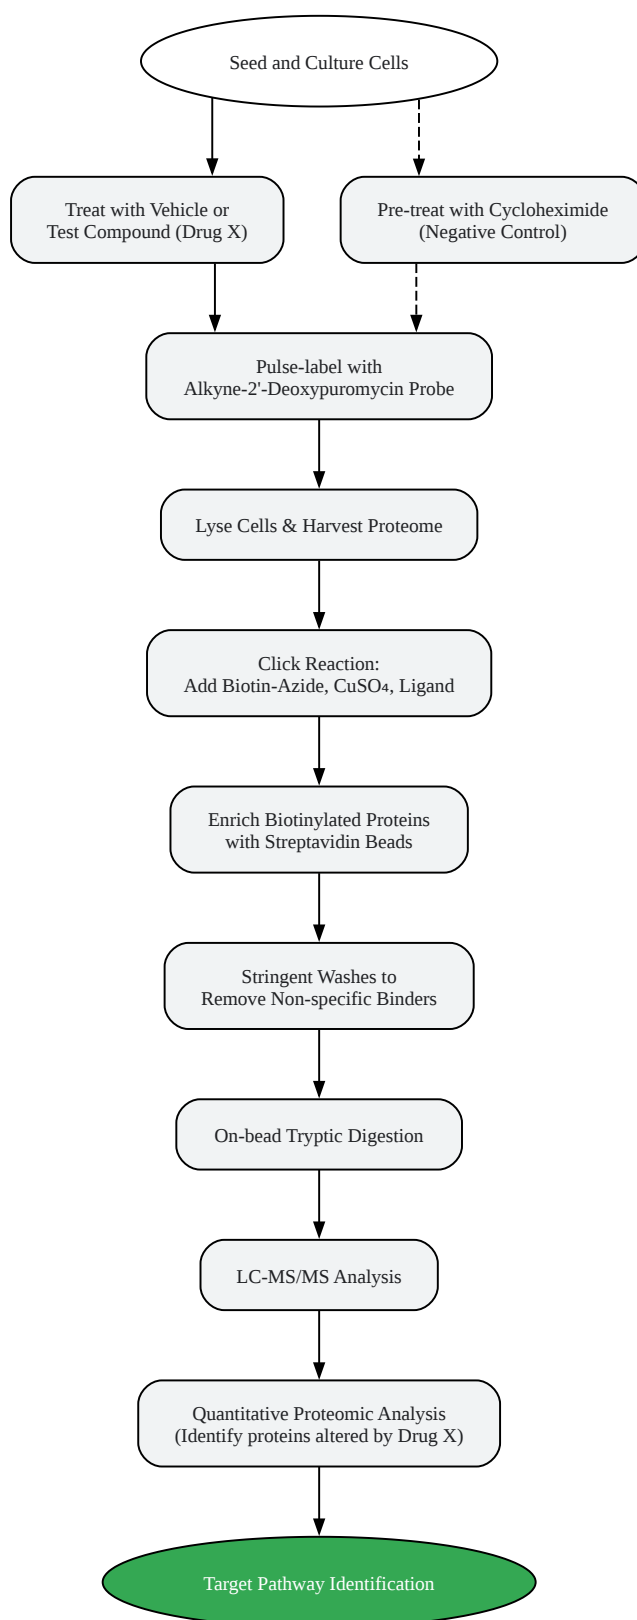 Seed and Culture Cells
Treat with Vehicle or
Test Compound (Drug X)
Pre-treat with Cycloheximide
(Negative Control)
Pulse-label with
Alkyne-2'-Deoxypuromycin Probe
Lyse Cells & Harvest Proteome
Click Reaction:
Add Biotin-Azide, CuSO₄, Ligand
Enrich Biotinylated Proteins
with Streptavidin Beads
Stringent Washes to
Remove Non-specific Binders
On-bead Tryptic Digestion
LC-MS/MS Analysis
Quantitative Proteomic Analysis
(Identify proteins altered by Drug X)
Target Pathway Identification